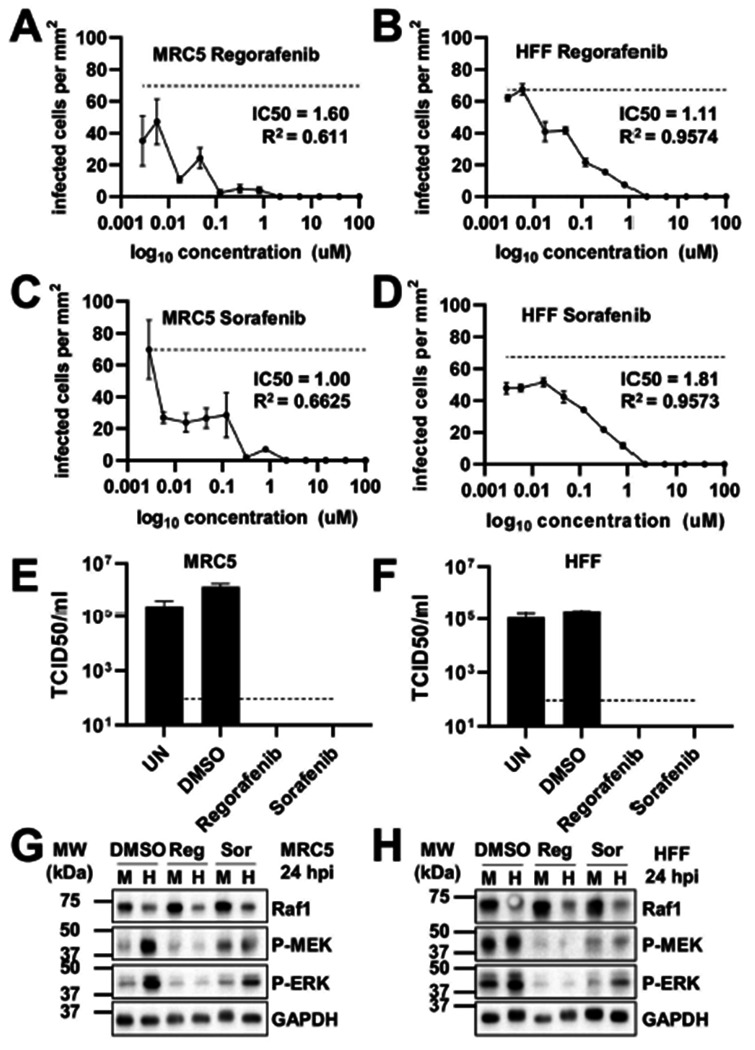 A
MRC5 Regorafenib
infected cells per mm2
100
80
60
40
20
0
IC50 = 1.60
R2 = 0.611
0.001 0.01 0.1 1 10 100
log10 concentration (uM)
B
HFF Regorafenib
infected cells per mm2
100
80
60
40
20
0
IC50 = 1.11
R2 = 0.9574
0.001 0.01 0.1 1 10 100
log10 concentration (uM)
C
MRC5 Sorafenib
infected cells per mm2
100
80
60
40
20
0
IC50 = 1.00
R2 = 0.6625
0.001 0.01 0.1 1 10 100
log10 concentration (uM)
D
HFF Sorafenib
infected cells per mm2
100
80
60
40
20
0
IC50 = 1.81
R2 = 0.9573
0.001 0.01 0.1 1 10 100
log10 concentration (uM)
E
MRC5
TCID50/ml
107
105
103
101
UN DMSO Regorafenib Sorafenib
F
HFF
TCID50/ml
107
105
103
101
UN DMSO Regorafenib Sorafenib
G
MW (kDa)
DMSO Reg Sor
MRC5
24 hpi
M H M H M H
75
Raf1
50
37
P-MEK
50
37
P-ERK
37
GAPDH
H
MW (kDa)
DMSO Reg Sor
HFF
24 hpi
M H M H M H
75
Raf1
50
37
P-MEK
50
37
P-ERK
37
GAPDH